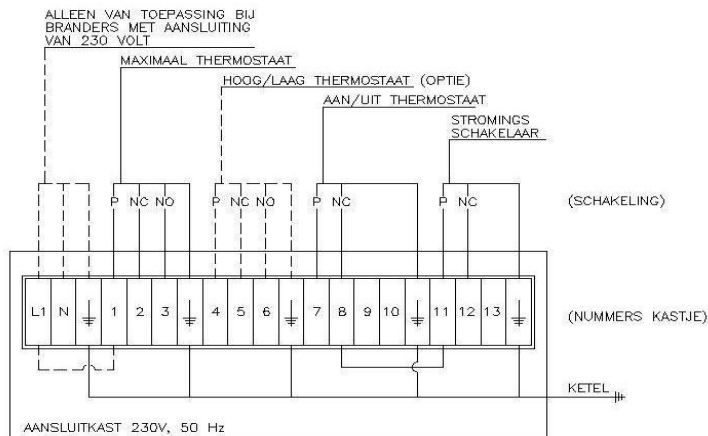 ALLEEN VAN TOEPASSING BIJ
BRANDERS MET AANSLUITING
VAN 230 VOLT
MAXIMAAL THERMOSTAAT
HOOG/LAAG THERMOSTAAT (OPTIE)
AAN/UIT THERMOSTAAT
STROMINGS
SCHAKELAAR
P NC NO P NC NO P NC P NC (SCHAKELING)
L1 N 1 2 3 4 5 6 7 8 9 10 11 12 13 (NUMMERS KASTJE)
KETEL
AANSLUITKAST 230V, 50 Hz